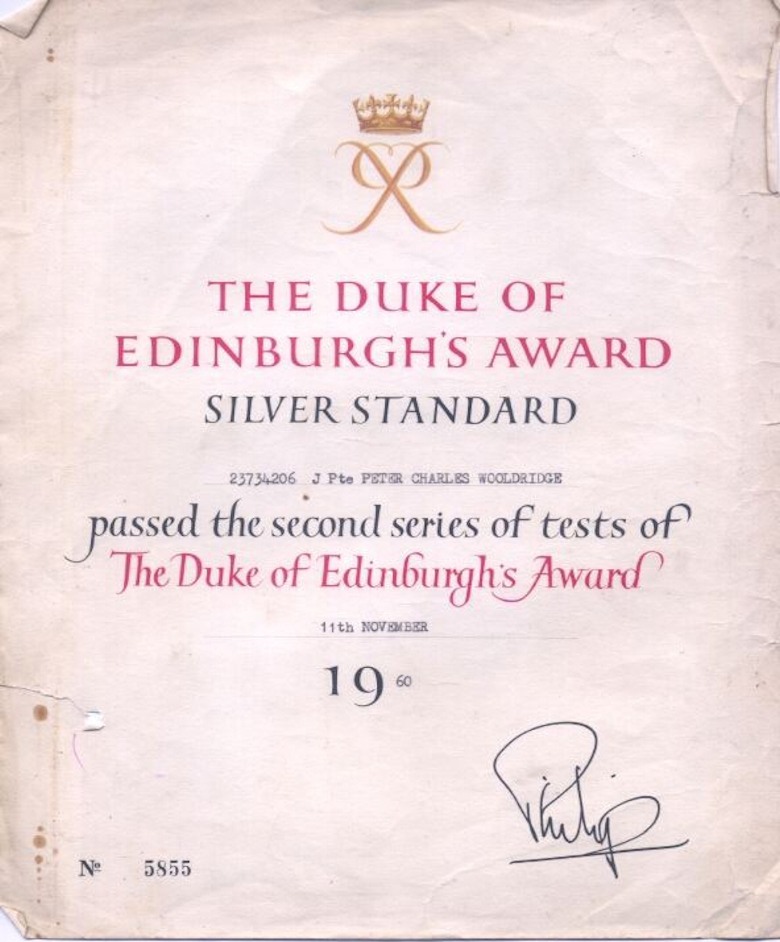 THE DUKE OF
EDINBURGH'S AWARD
SILVER STANDARD
23734206 J Pte PETER CHARLES WOOLDRIDGE
passed the second series of tests of
The Duke of Edinburgh's Award
11th NOVEMBER
19 60
Philip
Nº 5855